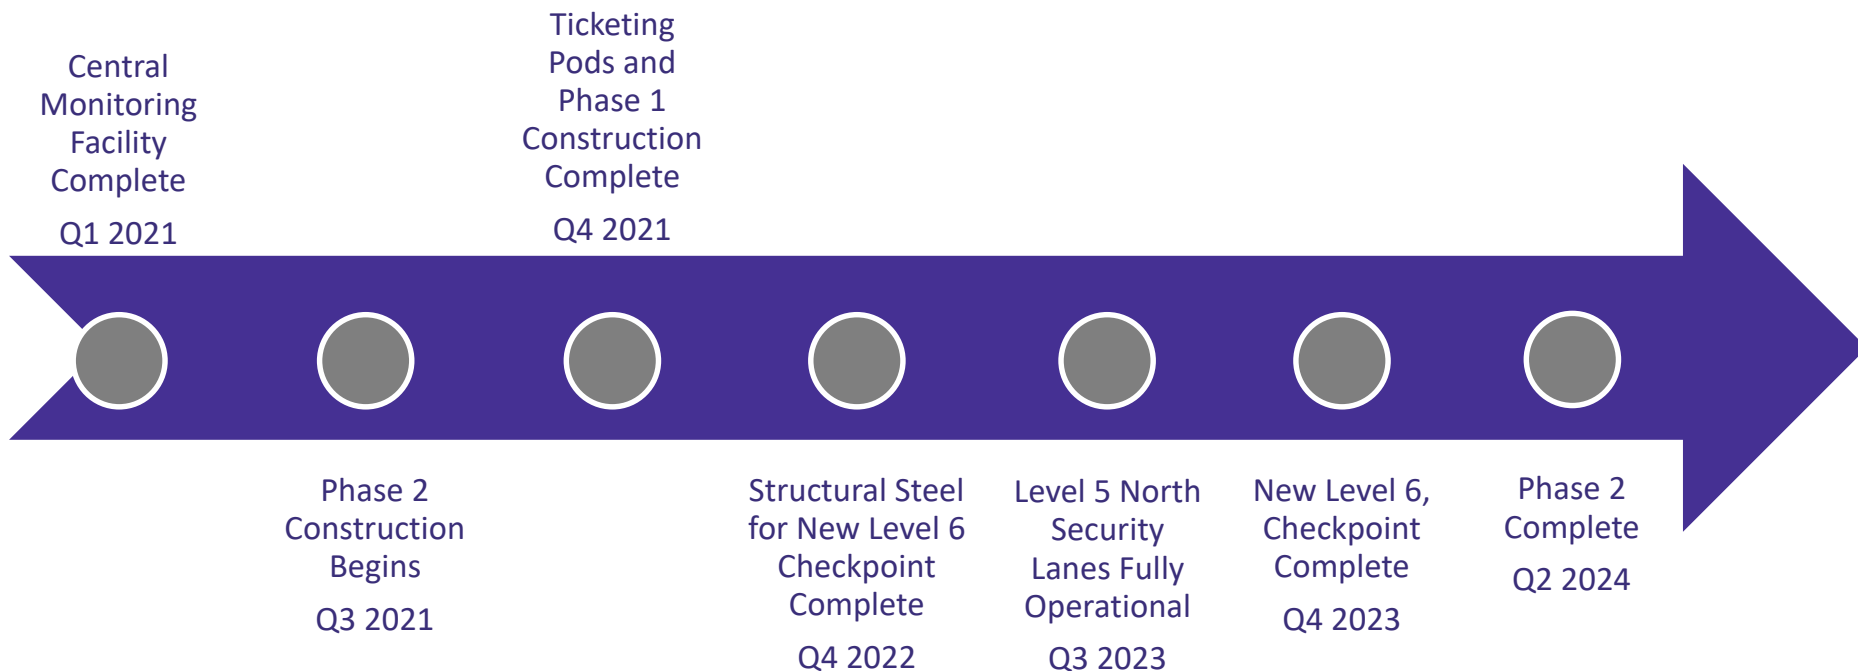 Central
Monitoring
Facility
Complete
Q1 2021
Phase 2
Construction
Begins
Q3 2021
Ticketing
Pods and
Phase 1
Construction
Complete
Q4 2021
Structural Steel
for New Level 6
Checkpoint
Complete
Q4 2022
Level 5 North
Security
Lanes Fully
Operational
Q3 2023
New Level 6,
Checkpoint
Complete
Q4 2023
Phase 2
Complete
Q2 2024